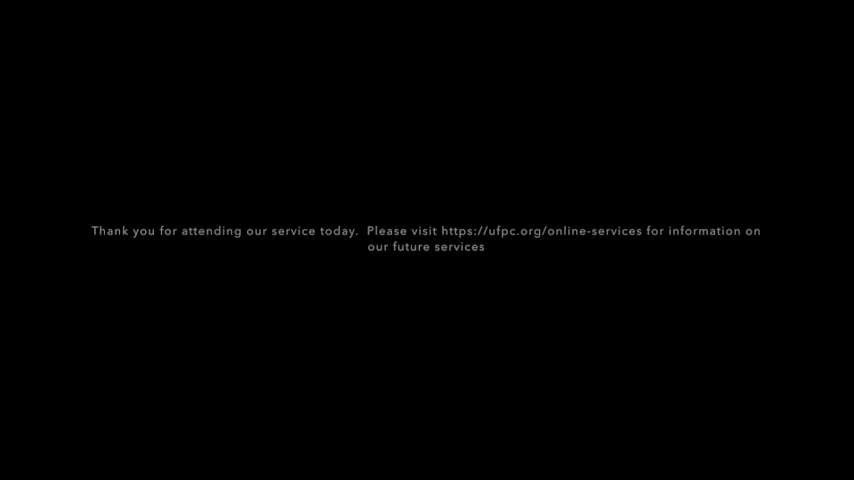 Thank you for attending our service today.  Please visit https://ufpc.org/online-services for information on
our future services